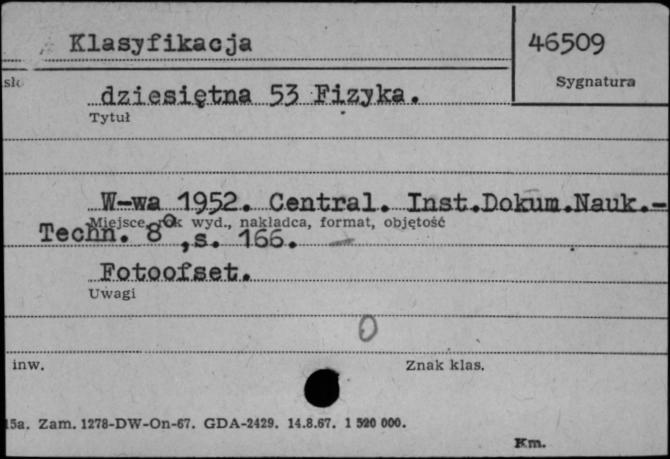 Klasyfikacja
46509
Sygnatura
dziesiętna 53 Fizyka.
Tytuł
W-wa 1952. Central. Inst.Dokum.Nauk.-
Miejsce, rok wyd., nakładca, format, objętość
Techn. 8°,s. 166.
Fotoofset.
Uwagi
0
inw.
Znak klas.
15a. Zam. 1278-DW-On-67. GDA-2429. 14.8.67. 1 520 000.
Km.